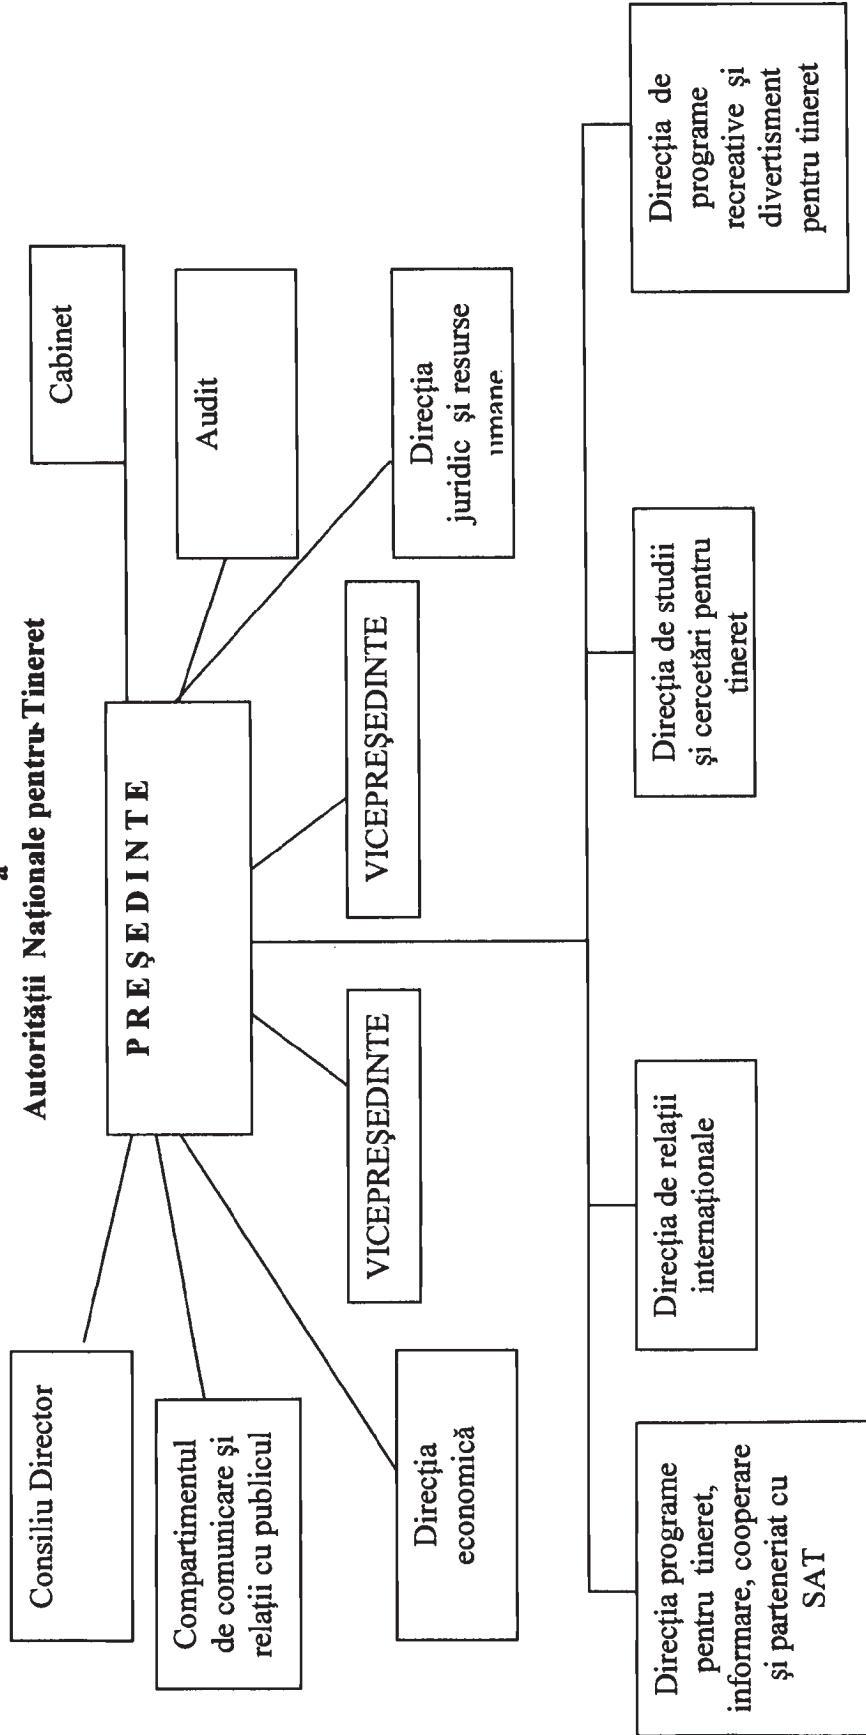 a
Autorității Naționale pentru Tineret
Consiliu Director
PREȘEDINTE
Cabinet
Compartimentul
de comunicare și
relații cu publicul
Audit
Direcția
economică
VICEPREȘEDINTE
VICEPREȘEDINTE
Direcția
juridic și resurse
umane
Direcția programe
pentru tineret,
informare, cooperare
și parteneriat cu
SAT
Direcția de relații
internaționale
Direcția de studii
și cercetări pentru
tineret
Direcția de
programe
recreative și
divertisment
pentru tineret